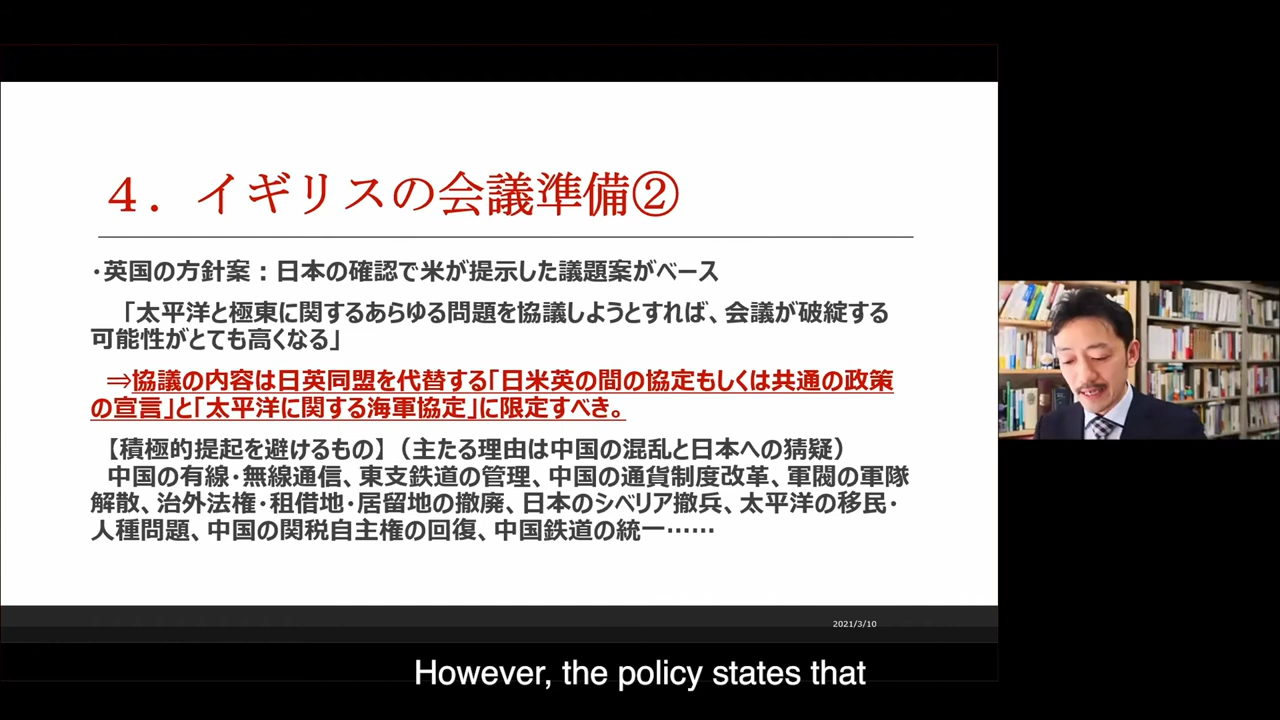 ４．イギリスの会議準備②
・英国の方針案：日本の確認で米が提示した議題案がベース
「太平洋と極東に関するあらゆる問題を協議しようとすれば、会議が破綻する
可能性がとても高くなる」
⇒協議の内容は日英同盟を代替する「日米英の間の協定もしくは共通の政策
の宣言」と「太平洋に関する海軍協定」に限定すべき。
【積極的提起を避けるもの】（主たる理由は中国の混乱と日本への猜疑）
中国の有線・無線通信、東支鉄道の管理、中国の通貨制度改革、軍閥の軍隊
解散、治外法権・租借地・居留地の撤廃、日本のシベリア撤兵、太平洋の移民・
人種問題、中国の関税自主権の回復、中国鉄道の統一……
2021/3/10
However, the policy states that